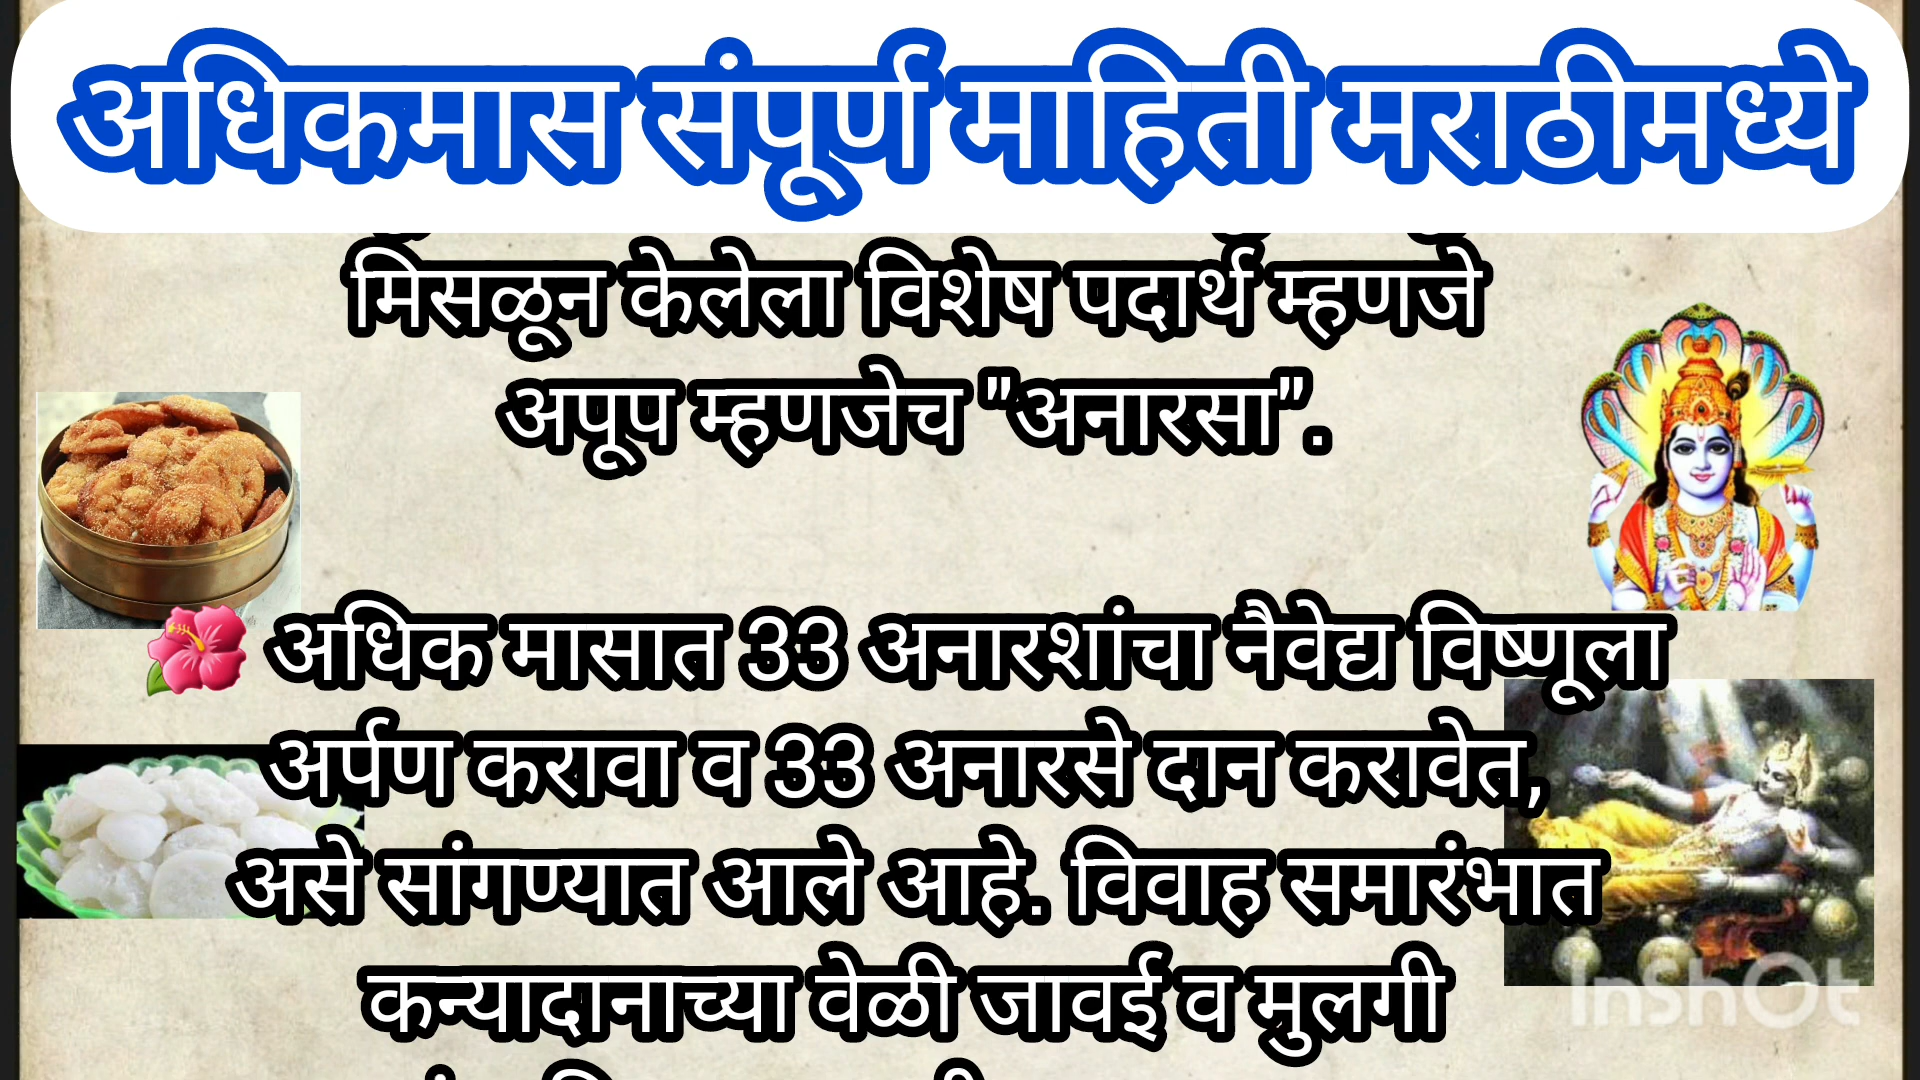 अधिकमास संपूर्ण माहिती मराठीमध्ये
मिसळून केलेला विशेष पदार्थ म्हणजे
अपूप म्हणजेच "अनारसा".
अधिक मासात 33 अनारशांचा नैवेद्य विष्णूला
अर्पण करावा व 33 अनारसे दान करावेत,
असे सांगण्यात आले आहे. विवाह समारंभात
कन्यादानाच्या वेळी जावई व मुलगी
InShOt